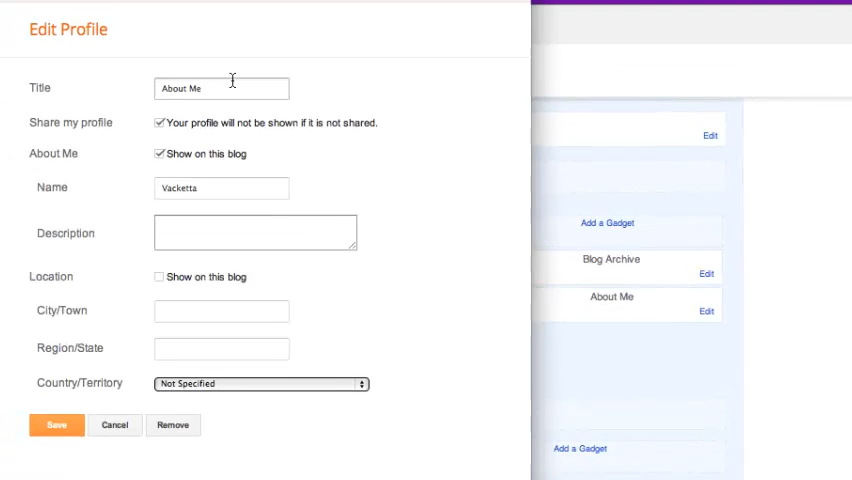 Edit Profile
Title
About Me
Share my profile
Your profile will not be shown if it is not shared.
About Me
Show on this blog
Name
Vacketta
Description
Location
Show on this blog
City/Town
Region/State
Country/Territory
Not Specified
Save
Cancel
Remove
Edit
Add a Gadget
Blog Archive
Edit
About Me
Edit
Add a Gadget